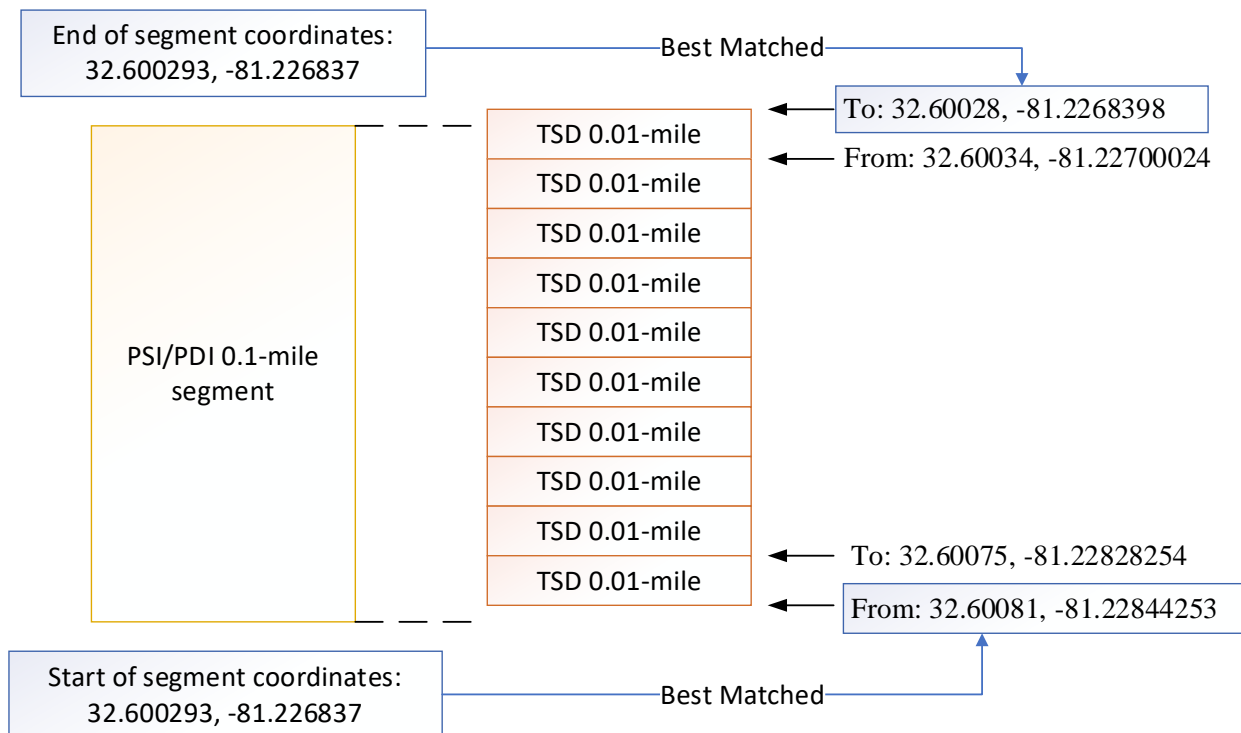 End of segment coordinates:
32.600293, -81.226837
Best Matched
To: 32.60028, -81.2268398
From: 32.60034, -81.22700024
TSD 0.01-mile
TSD 0.01-mile
TSD 0.01-mile
TSD 0.01-mile
TSD 0.01-mile
TSD 0.01-mile
TSD 0.01-mile
TSD 0.01-mile
TSD 0.01-mile
TSD 0.01-mile
PSI/PDI 0.1-mile
segment
To: 32.60075, -81.22828254
From: 32.60081, -81.22844253
Start of segment coordinates:
32.600293, -81.226837
Best Matched